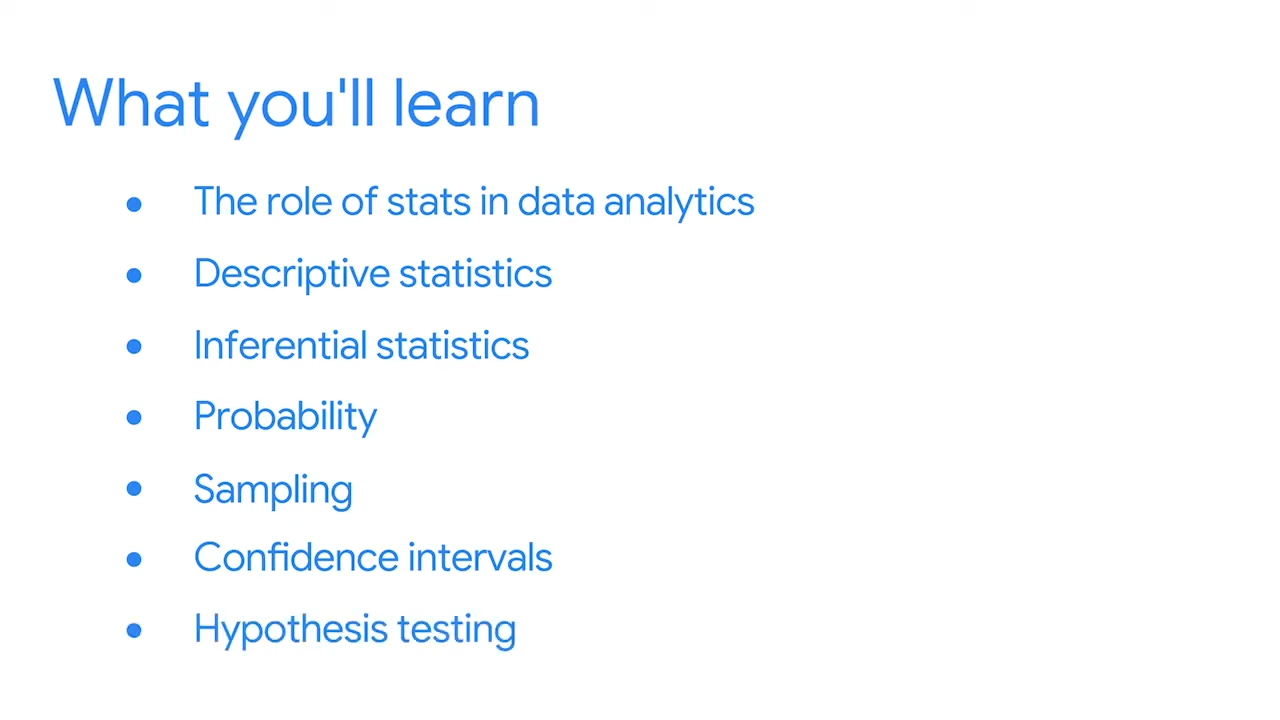 What you'll learn
● The role of stats in data analytics
● Descriptive statistics
● Inferential statistics
● Probability
● Sampling
● Confidence intervals
● Hypothesis testing